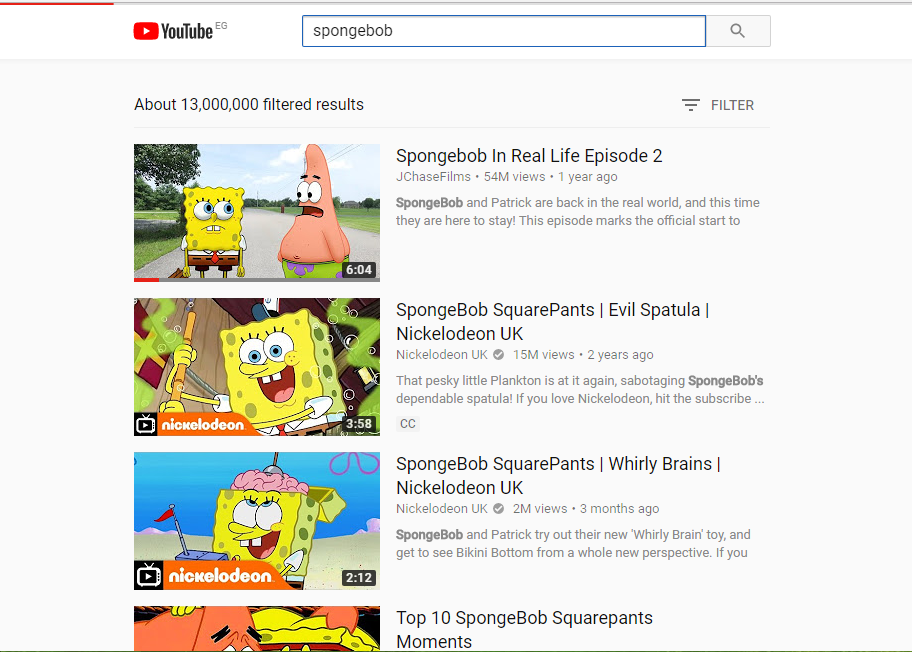 YouTube EG
spongebob
About 13,000,000 filtered results
FILTER
Spongebob In Real Life Episode 2
JChaseFilms • 54M views • 1 year ago
SpongeBob and Patrick are back in the real world, and this time
they are here to stay! This episode marks the official start to
6:04
SpongeBob SquarePants | Evil Spatula |
Nickelodeon UK
Nickelodeon UK 15M views • 2 years ago
That pesky little Plankton is at it again, sabotaging SpongeBob's
dependable spatula! If you love Nickelodeon, hit the subscribe ...
CC
nickelodeon
3:58
SpongeBob SquarePants | Whirly Brains |
Nickelodeon UK
Nickelodeon UK 2M views • 3 months ago
SpongeBob and Patrick try out their new 'Whirly Brain' toy, and
get to see Bikini Bottom from a whole new perspective. If you
nickelodeon
2:12
Top 10 SpongeBob Squarepants
Moments